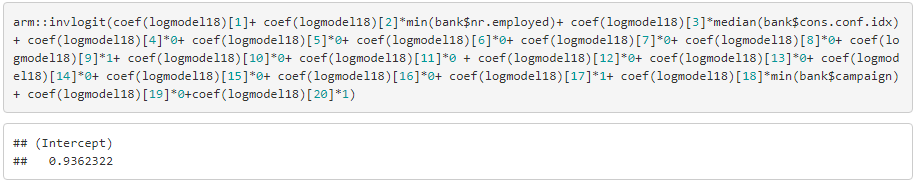 arm::invlogit(coef(logmodel18)[1]+ coef(logmodel18)[2]*min(bank$nr.employed)+ coef(logmodel18)[3]*median(bank$cons.conf.idx)
+ coef(logmodel18)[4]*0+ coef(logmodel18)[5]*0+ coef(logmodel18)[6]*0+ coef(logmodel18)[7]*0+ coef(logmodel18)[8]*0+ coef(lo
gmodel18)[9]*1+ coef(logmodel18)[10]*0+ coef(logmodel18)[11]*0 + coef(logmodel18)[12]*0+ coef(logmodel18)[13]*0+ coef(logmod
el18)[14]*0+ coef(logmodel18)[15]*0+ coef(logmodel18)[16]*0+ coef(logmodel18)[17]*1+ coef(logmodel18)[18]*min(bank$campaign)
+ coef(logmodel18)[19]*0+coef(logmodel18)[20]*1)
## (Intercept)
##   0.9362322